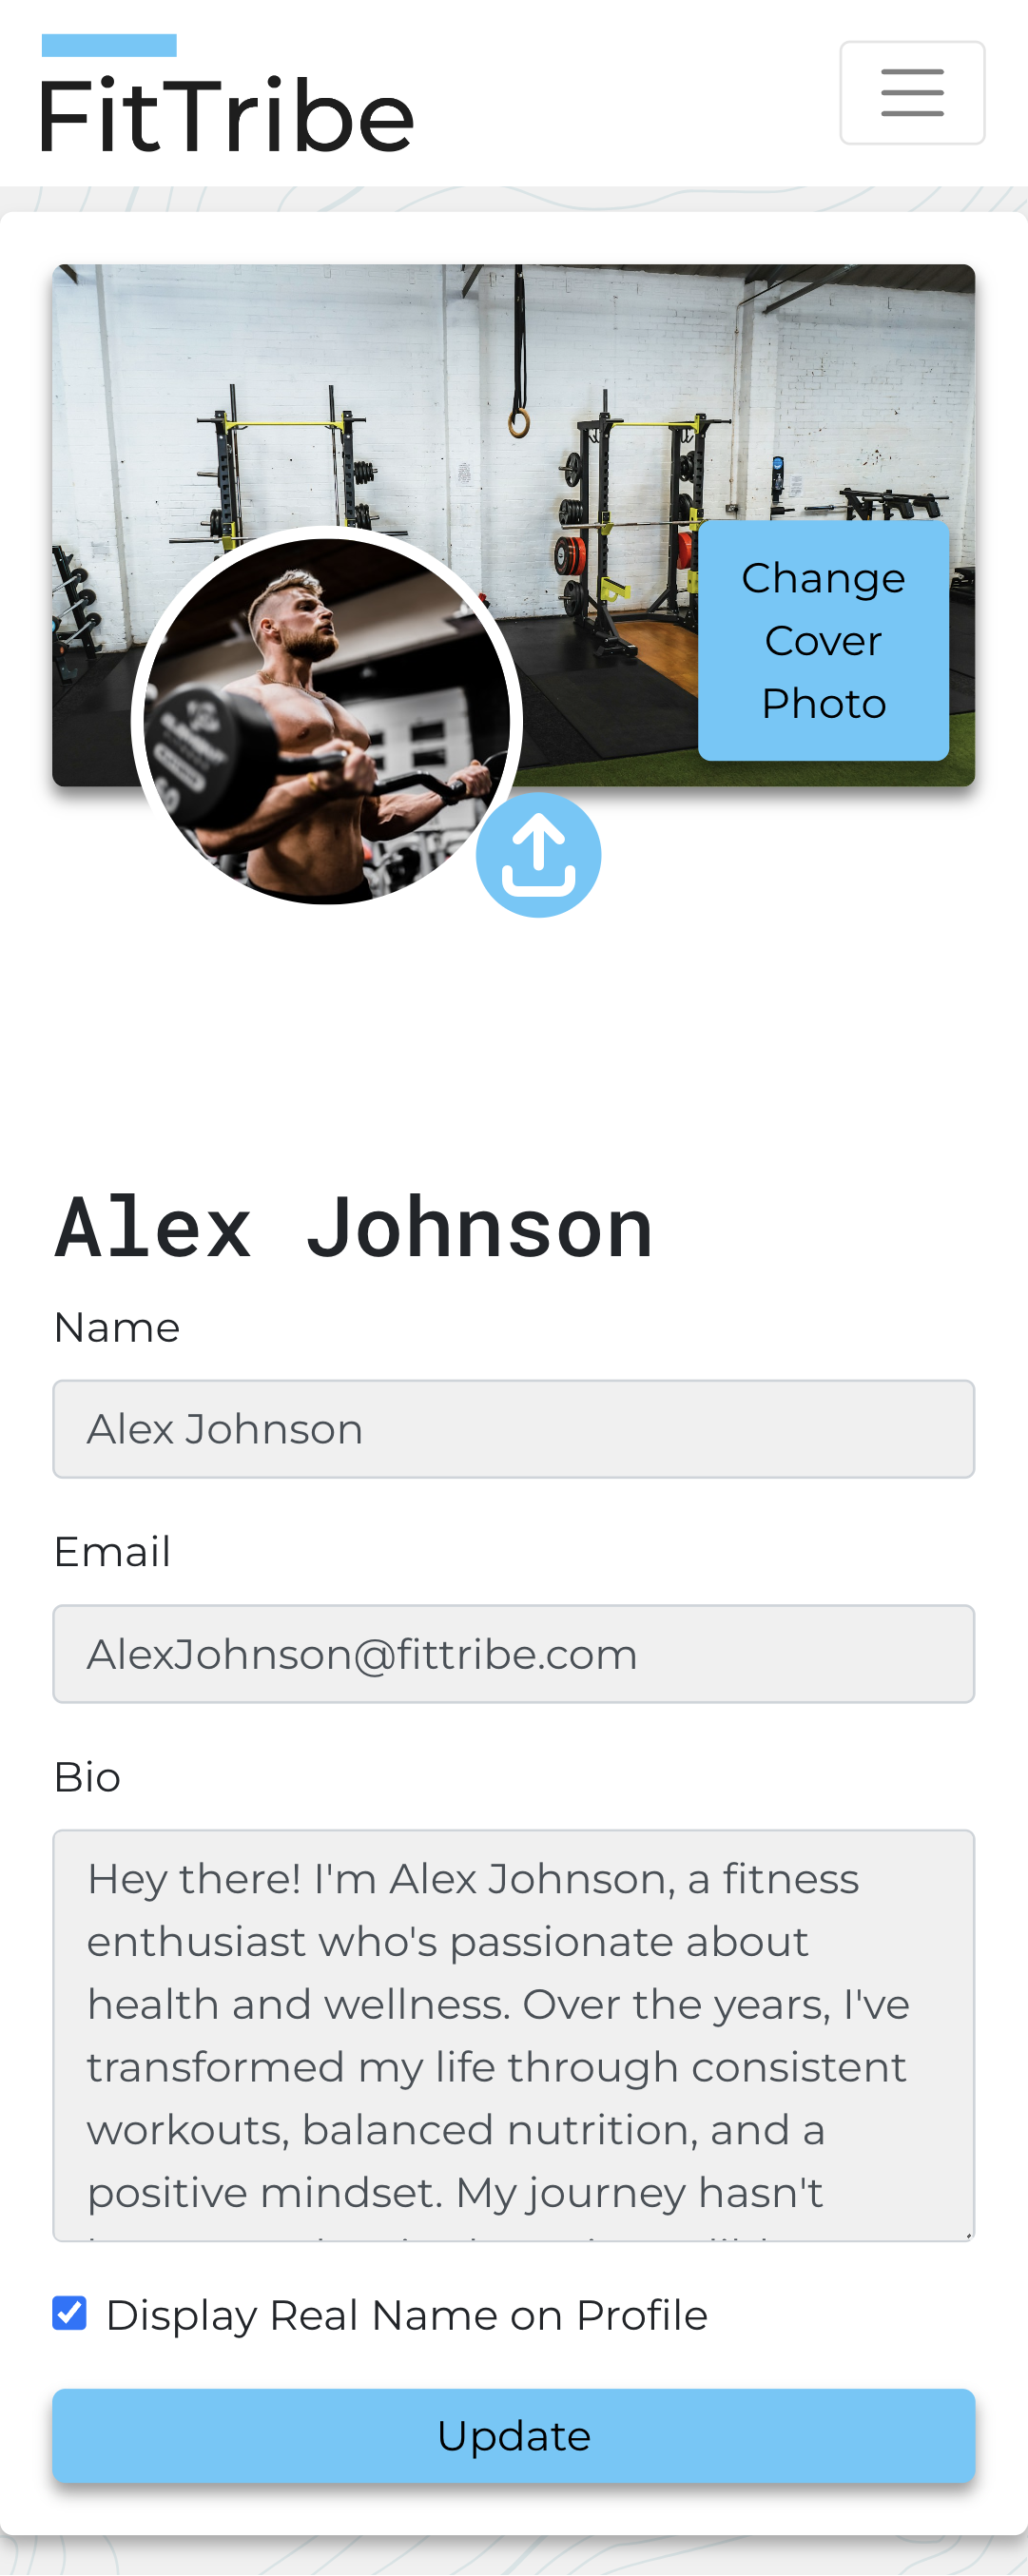 FitTribe
Change
Cover
Photo
Alex Johnson
Name
Alex Johnson
Email
AlexJohnson@fittribe.com
Bio
Hey there! I'm Alex Johnson, a fitness
enthusiast who's passionate about
health and wellness. Over the years, I've
transformed my life through consistent
workouts, balanced nutrition, and a
positive mindset. My journey hasn't
Display Real Name on Profile
Update